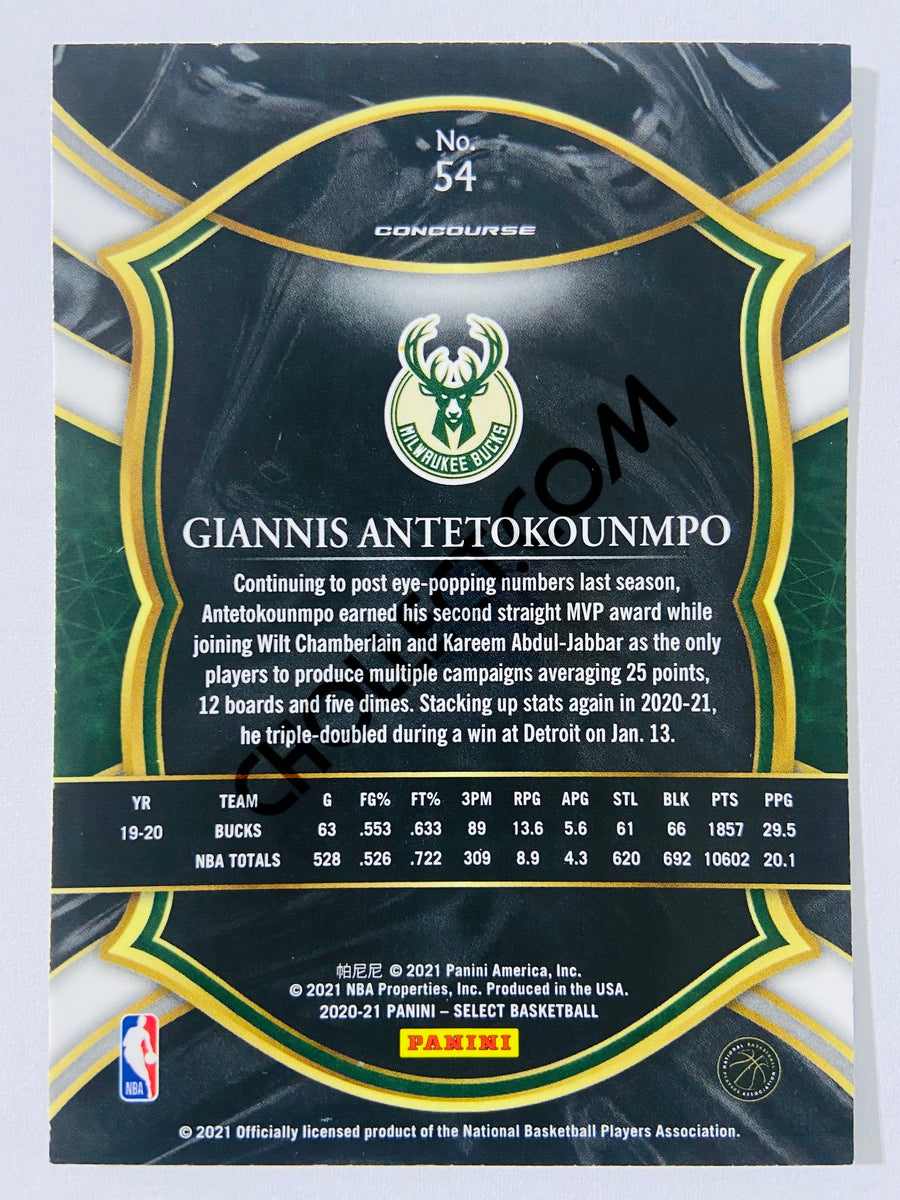 No.
54
CONCOURSE
MILWAUKEE BUCKS
GIANNIS ANTETOKOUNMPO
Continuing to post eye-popping numbers last season,
Antetokounmpo earned his second straight MVP award while
joining Wilt Chamberlain and Kareem Abdul-Jabbar as the only
players to produce multiple campaigns averaging 25 points,
12 boards and five dimes. Stacking up stats again in 2020-21,
he triple-doubled during a win at Detroit on Jan. 13.
CHOLLECT.COM
YR TEAM G FG% FT% 3PM RPG APG STL BLK PTS PPG
19-20 BUCKS 63 .553 .633 89 13.6 5.6 61 66 1857 29.5
NBA TOTALS 528 .526 .722 309 8.9 4.3 620 692 10602 20.1
帕尼尼 © 2021 Panini America, Inc.
© 2021 NBA Properties, Inc. Produced in the USA.
2020-21 PANINI – SELECT BASKETBALL
PANINI
NBA
NATIONAL BASKETBALL PLAYERS ASSOCIATION
© 2021 Officially licensed product of the National Basketball Players Association.